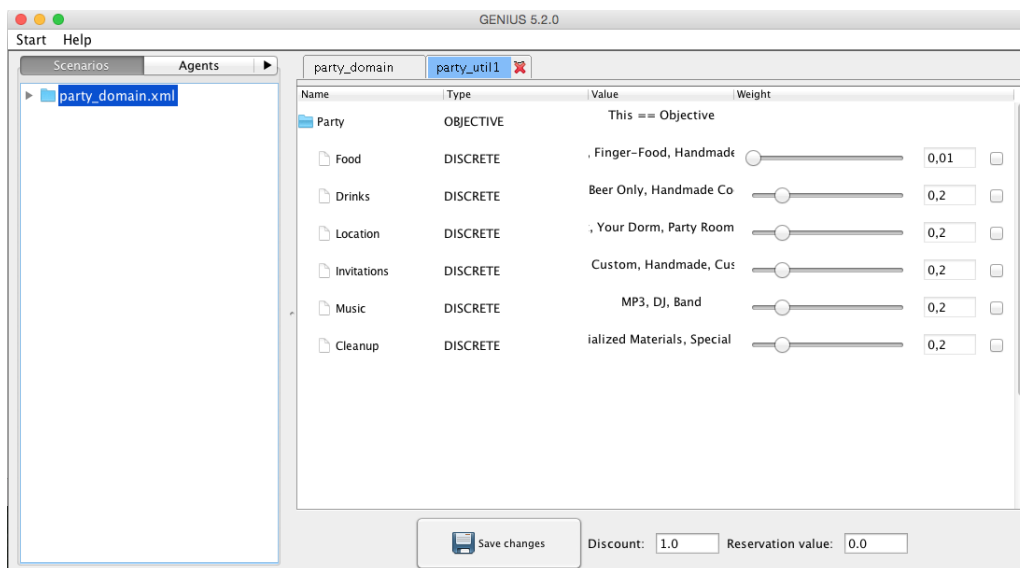 GENIUS 5.2.0
Start Help
Scenarios Agents
party_domain party_util1
party_domain.xml
Name Type Value Weight
Party OBJECTIVE This == Objective
Food DISCRETE , Finger-Food, Handmade 0,01
Drinks DISCRETE Beer Only, Handmade Co 0,2
Location DISCRETE , Your Dorm, Party Room 0,2
Invitations DISCRETE Custom, Handmade, Cus 0,2
Music DISCRETE MP3, DJ, Band 0,2
Cleanup DISCRETE ialized Materials, Special 0,2
Save changes Discount: 1.0 Reservation value: 0.0